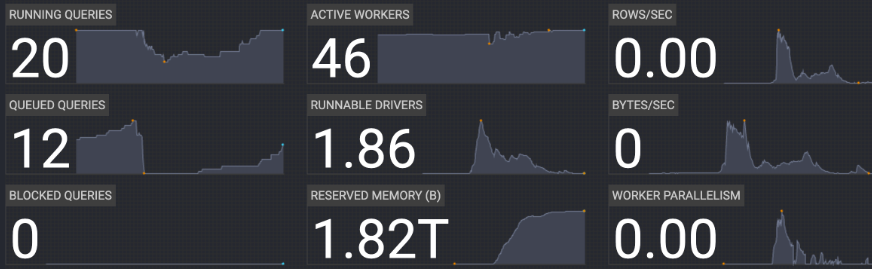 RUNNING QUERIES
20
ACTIVE WORKERS
46
ROWS/SEC
0.00
QUEUED QUERIES
12
RUNNABLE DRIVERS
1.86
BYTES/SEC
0
BLOCKED QUERIES
0
RESERVED MEMORY (B)
1.82T
WORKER PARALLELISM
0.00